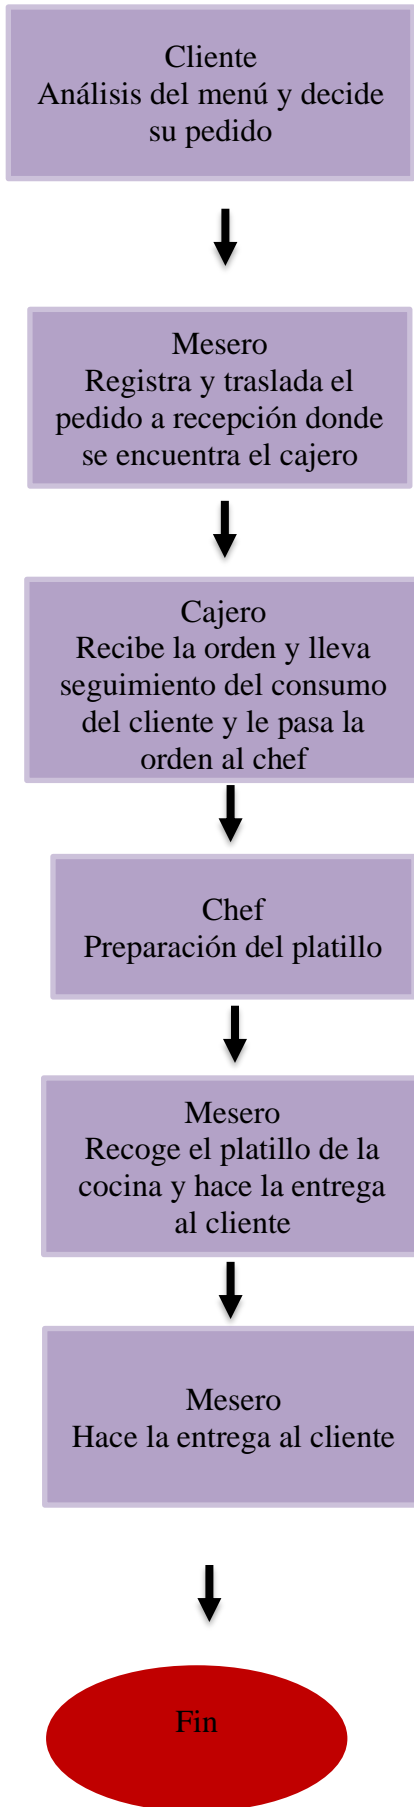 Cliente
Análisis del menú y decide
su pedido
Mesero
Registra y traslada el
pedido a recepción donde
se encuentra el cajero
Cajero
Recibe la orden y lleva
seguimiento del consumo
del cliente y le pasa la
orden al chef
Chef
Preparación del platillo
Mesero
Recoge el platillo de la
cocina y hace la entrega
al cliente
Mesero
Hace la entrega al cliente
Fin